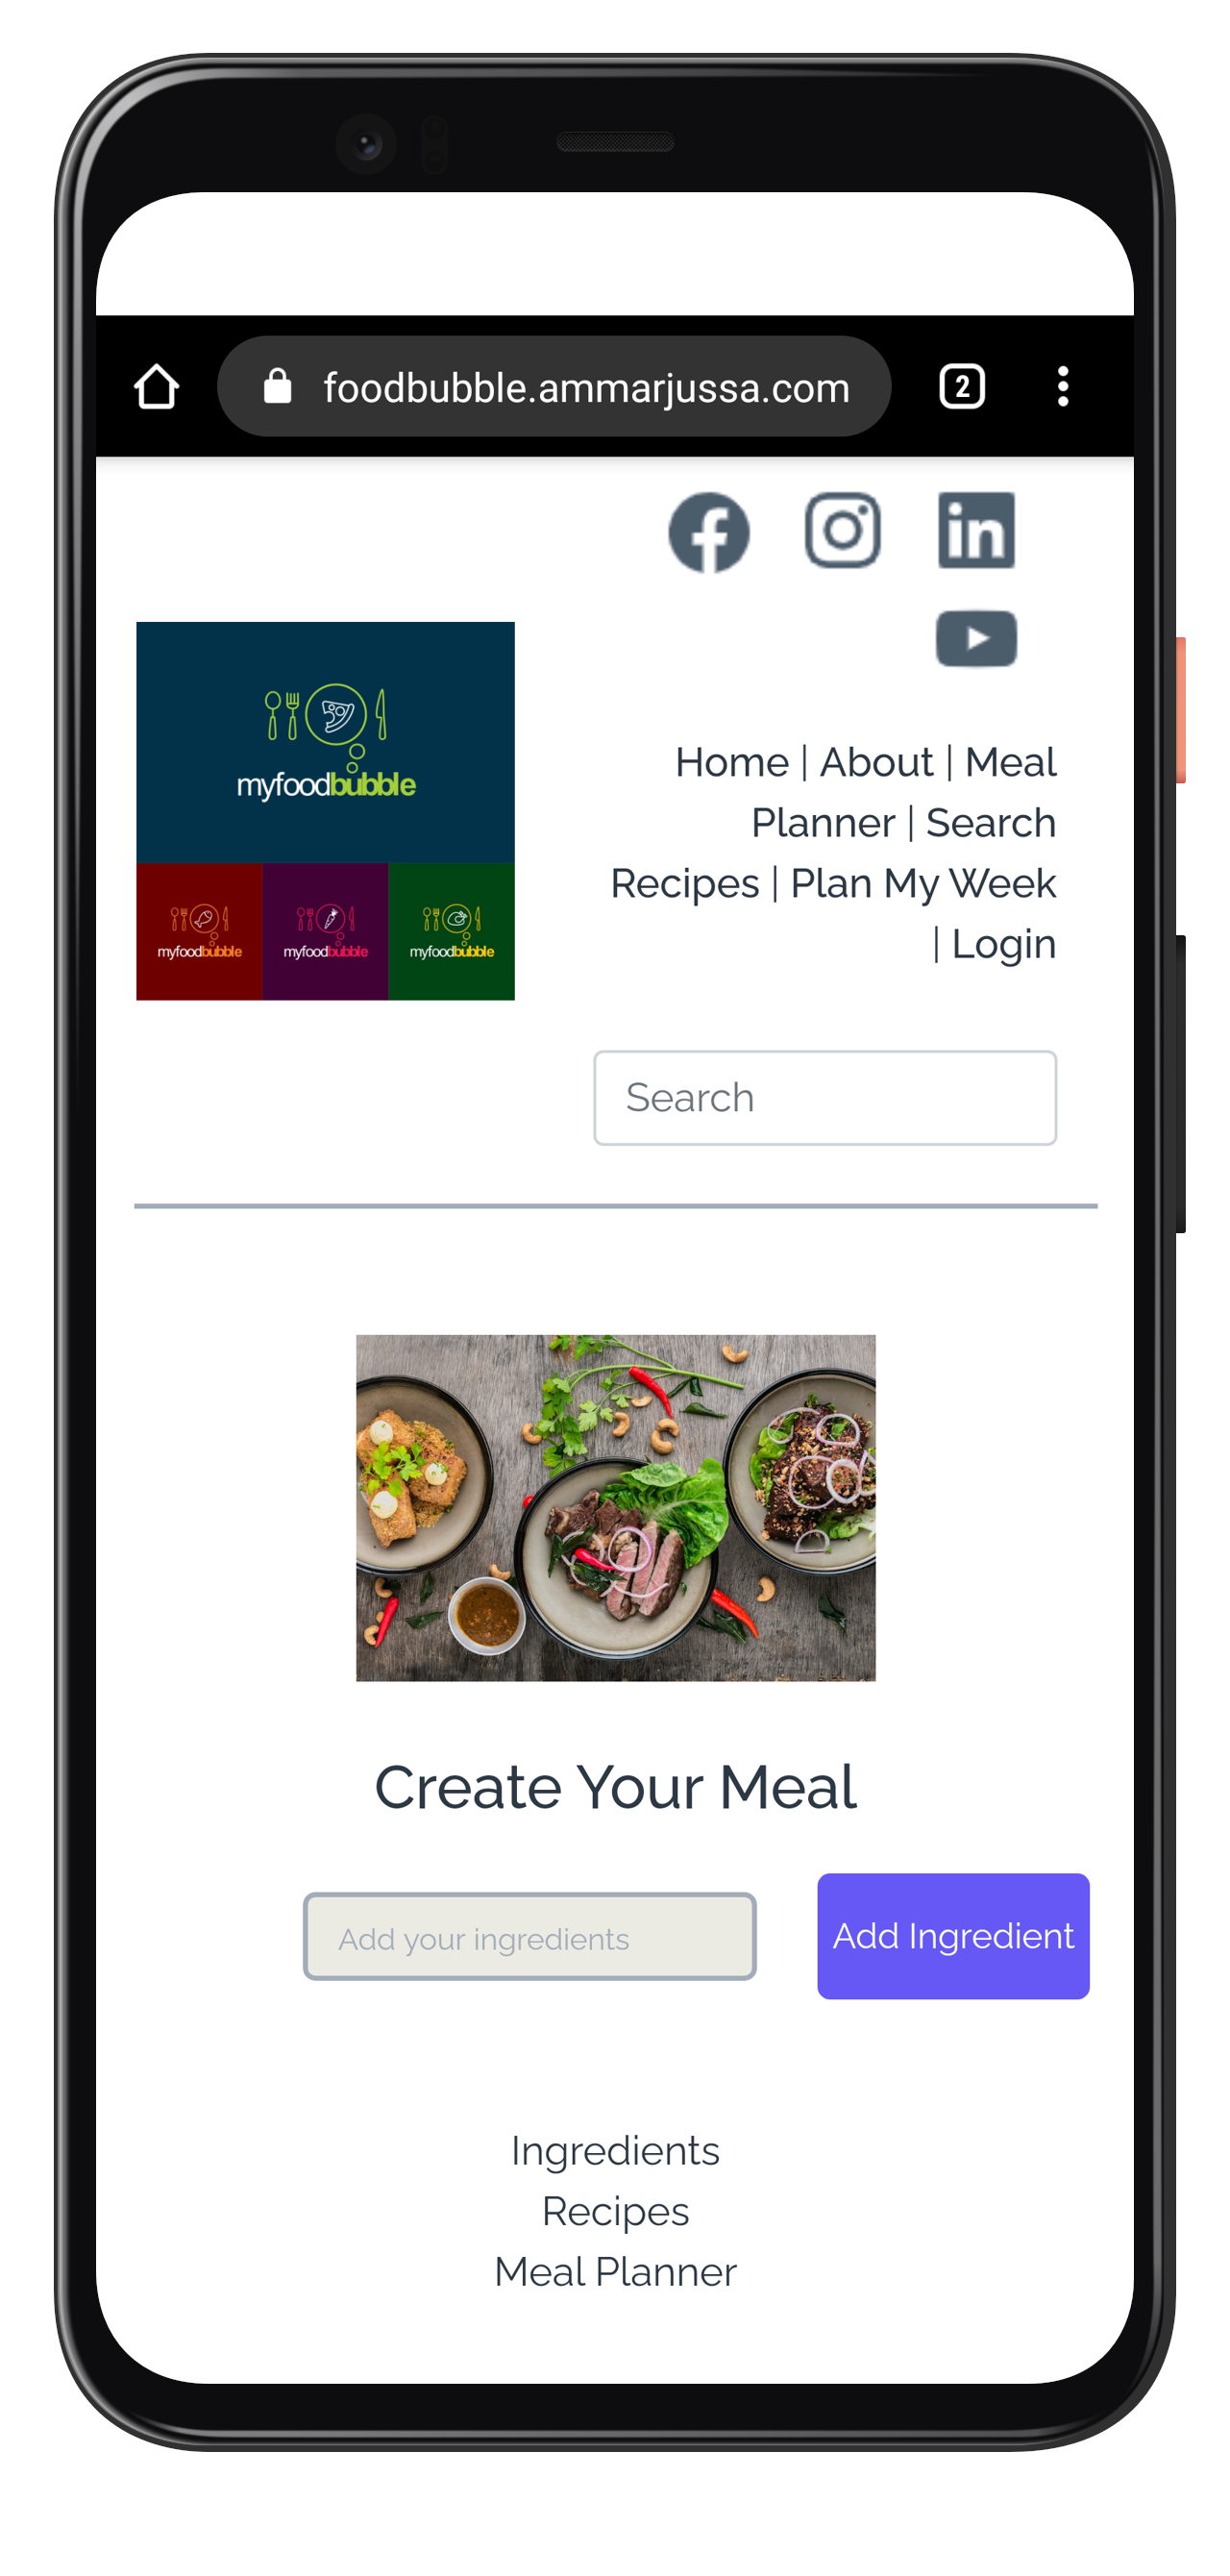 foodbubble.ammarjussa.com
2
myfoodbubble
myfoodbubble
myfoodbubble
myfoodbubble
Home | About | Meal
Planner | Search
Recipes | Plan My Week
| Login
Search
Create Your Meal
Add your ingredients
Add Ingredient
Ingredients
Recipes
Meal Planner